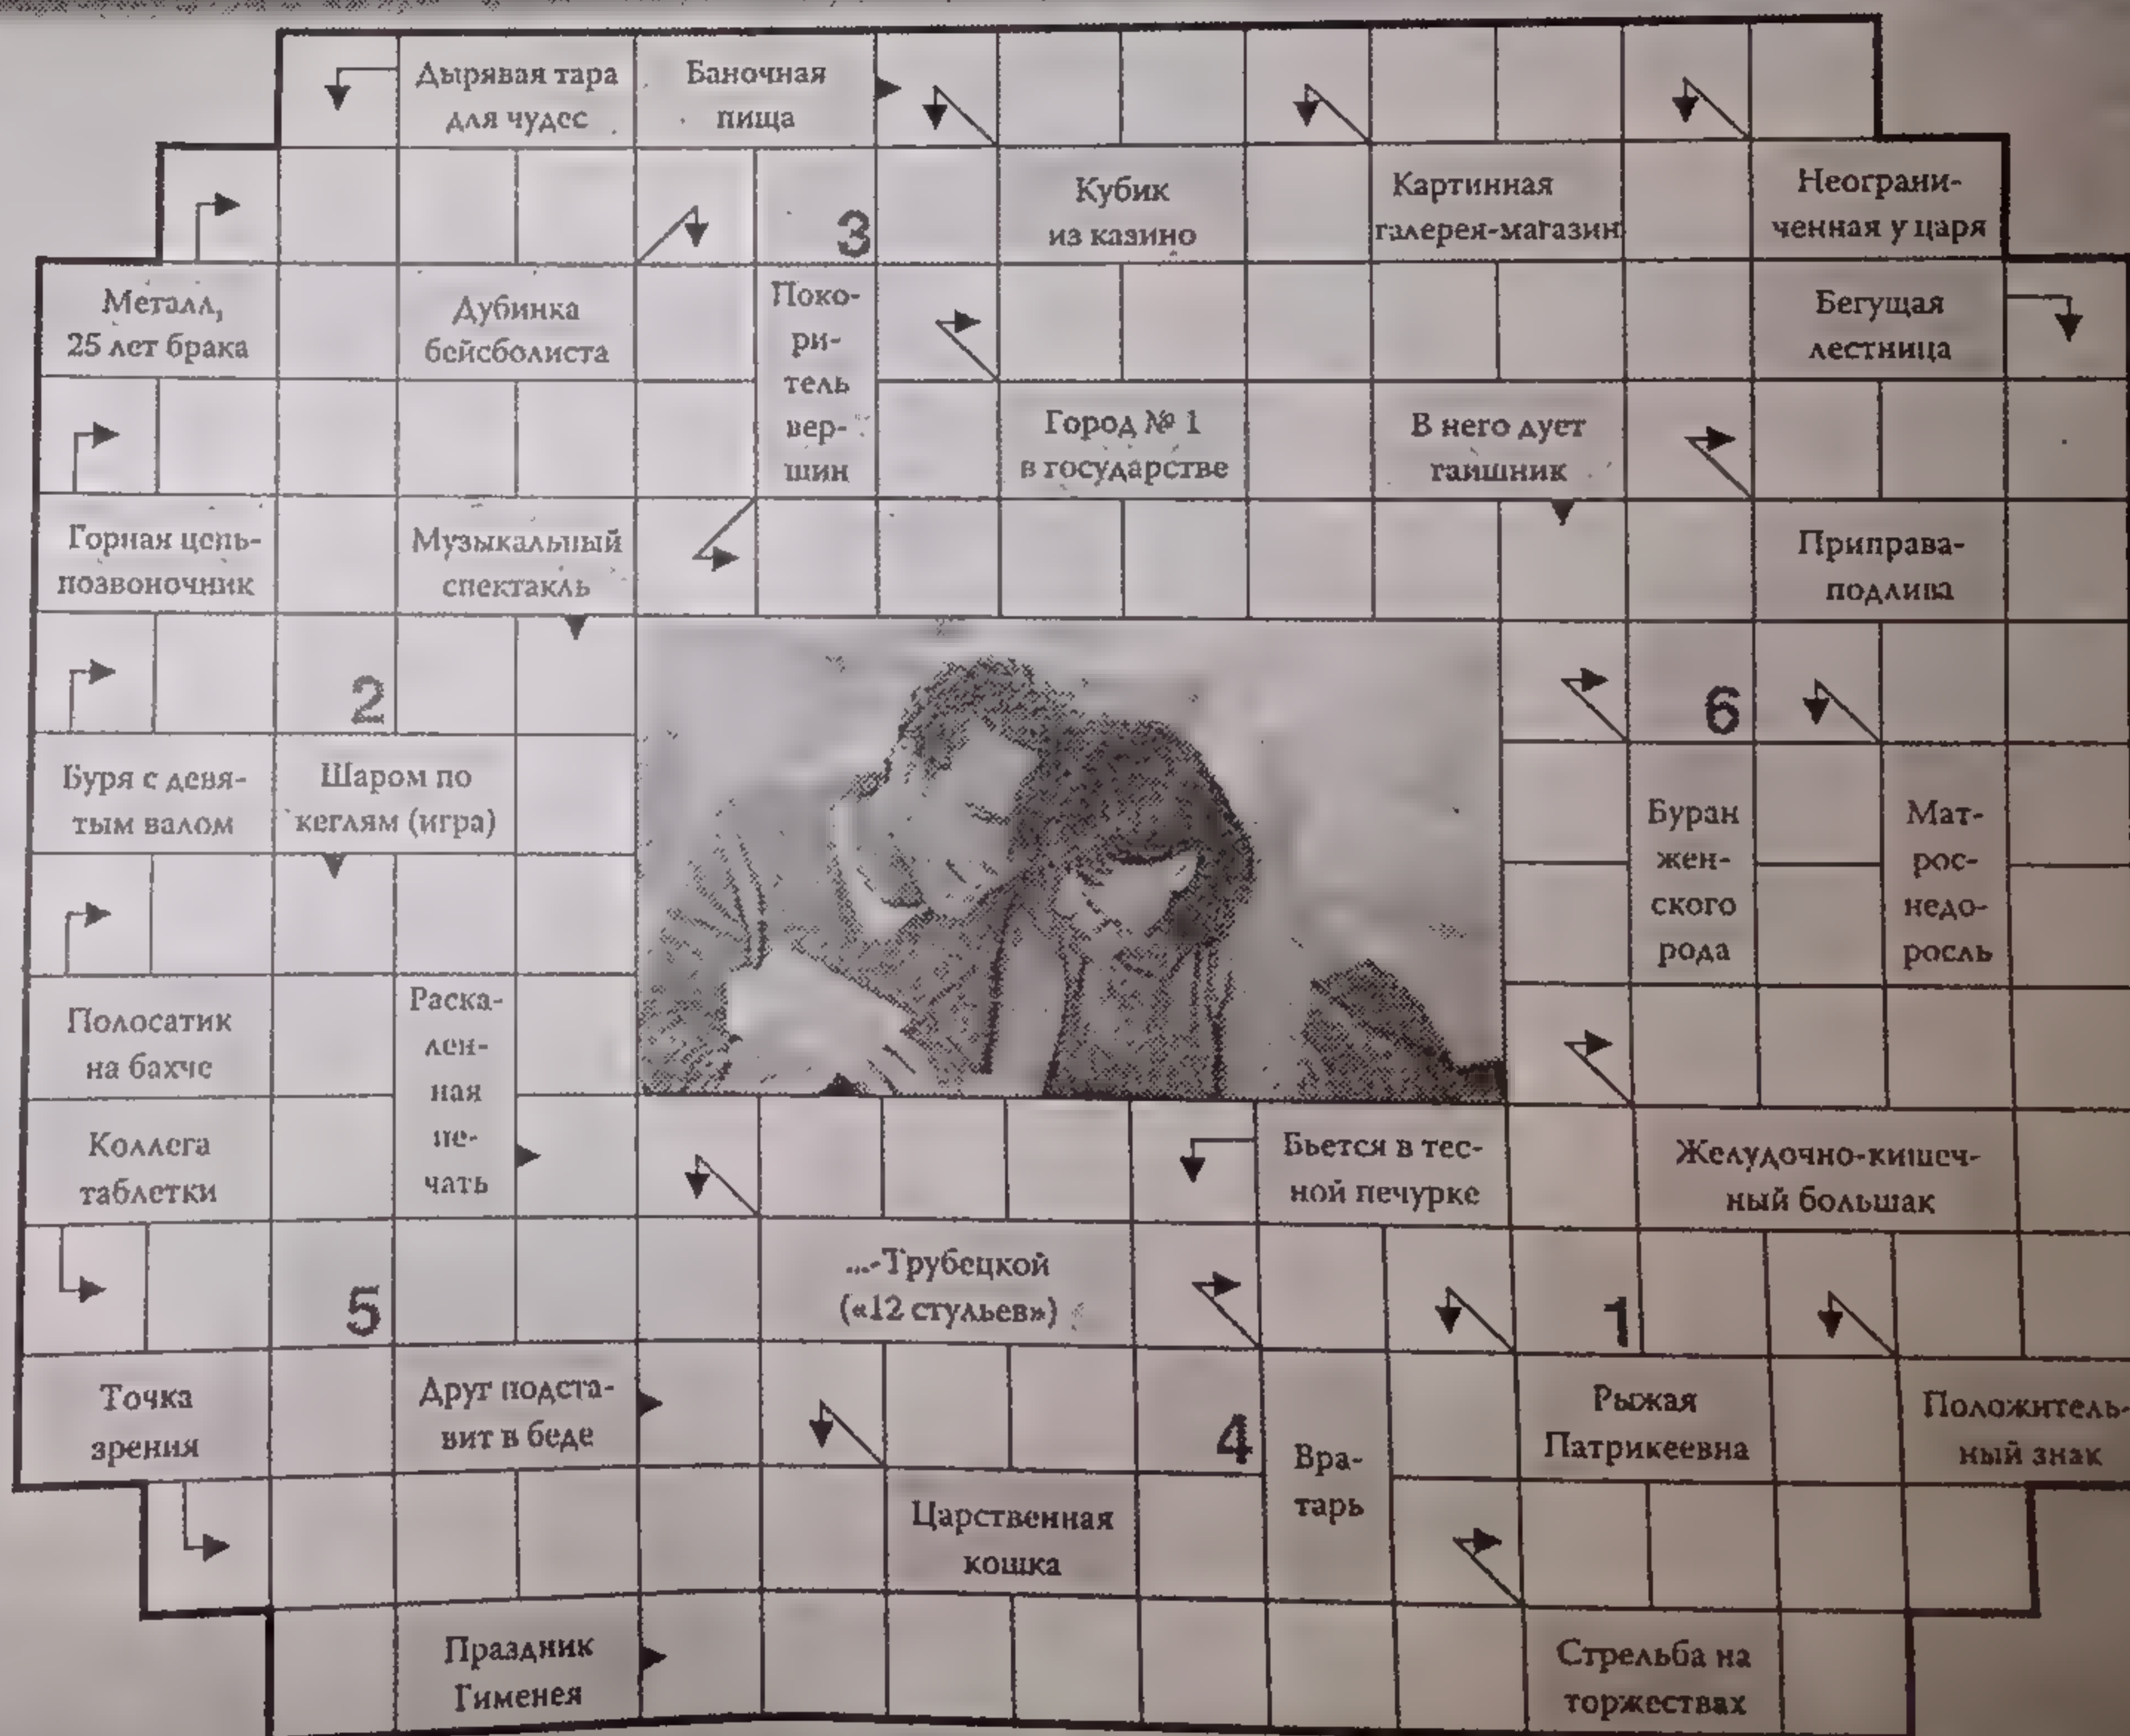 Дырявая тара
для чудес
Баночная
пища
3
Кубик
из казино
Картинная
галерея-магазин
Неограни-
ченная у царя
Металл,
25 лет брака
Дубинка
бейсболиста
Поко-
ри-
тель
вер-
шин
Бегущая
лестница
Город № 1
в государстве
В него дует
гаишник
Горная цепь-
позвоночник
Музыкальный
спектакль
Приправа-
подлива
2
6
Буря с девя-
тым валом
Шаром по
кеглям (игра)
Буран
жен-
ского
рода
Мат-
рос-
недо-
росль
Полосатик
на бахче
Раска-
лен-
ная
пе-
чать
Коллега
таблетки
Бьется в тес-
ной печурке
Желудочно-кишеч-
ный большак
5
...-Трубецкой
(«12 стульев»)
1
Точка
зрения
Друг подста-
вит в беде
4
Вра-
тарь
Рыжая
Патрикеевна
Положитель-
ный знак
Царственная
кошка
Праздник
Гименея
Стрельба на
торжествах